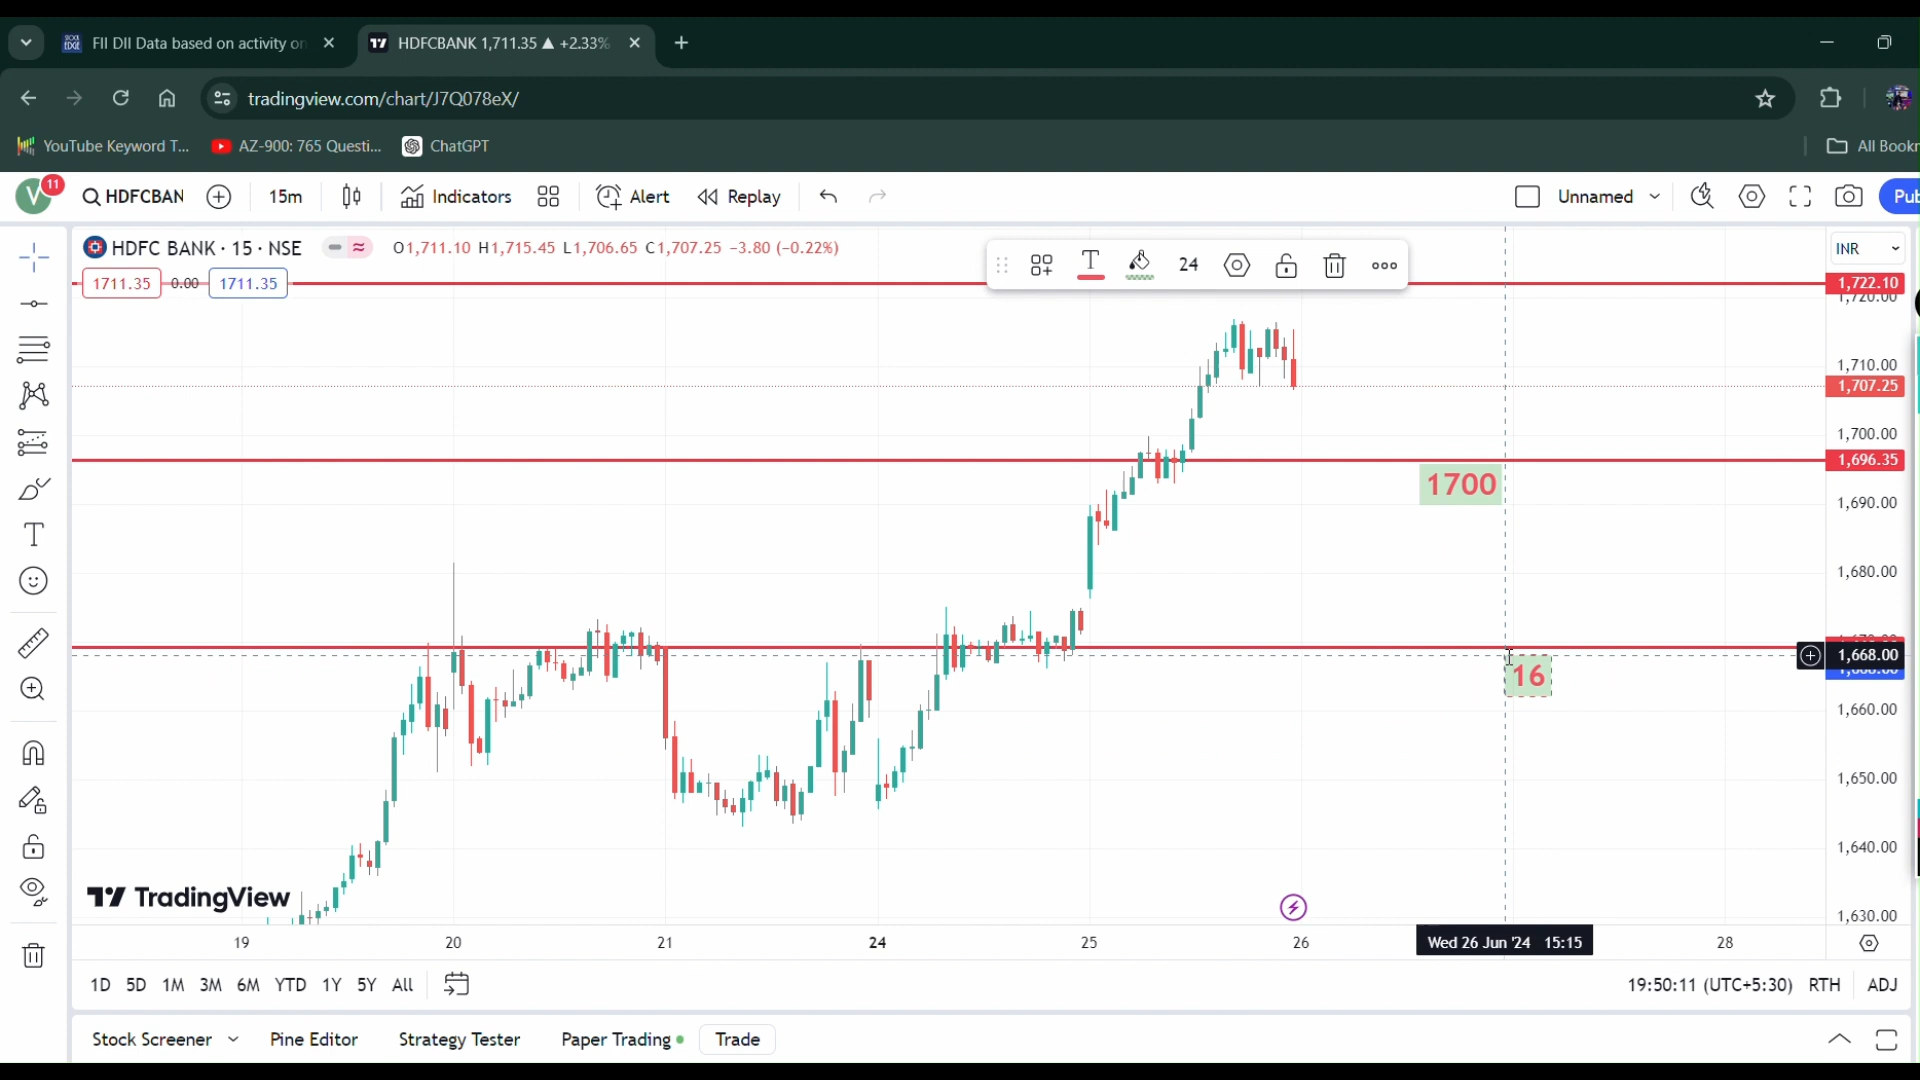 FII DII Data based on activity on
HDFCBANK 1,711.35 ▲ +2.33%
tradingview.com/chart/J7Q078eX/
YouTube Keyword T...
AZ-900: 765 Questi...
ChatGPT
All Bookr
V
11
HDFCBAN
15m
Indicators
Alert
Replay
Unnamed
Pub
HDFC BANK · 15 · NSE
O1,711.10 H1,715.45 L1,706.65 C1,707.25 −3.80 (−0.22%)
24
INR
1711.35
0.00
1711.35
1,722.10
1,720.00
1,710.00
1,707.25
1,700.00
1,696.35
1700
1,690.00
1,680.00
1,668.00
16
1,660.00
1,650.00
1,640.00
1,630.00
TradingView
19
20
21
24
25
26
Wed 26 Jun '24 15:15
28
1D
5D
1M
3M
6M
YTD
1Y
5Y
All
19:50:11 (UTC+5:30)
RTH
ADJ
Stock Screener
Pine Editor
Strategy Tester
Paper Trading
Trade